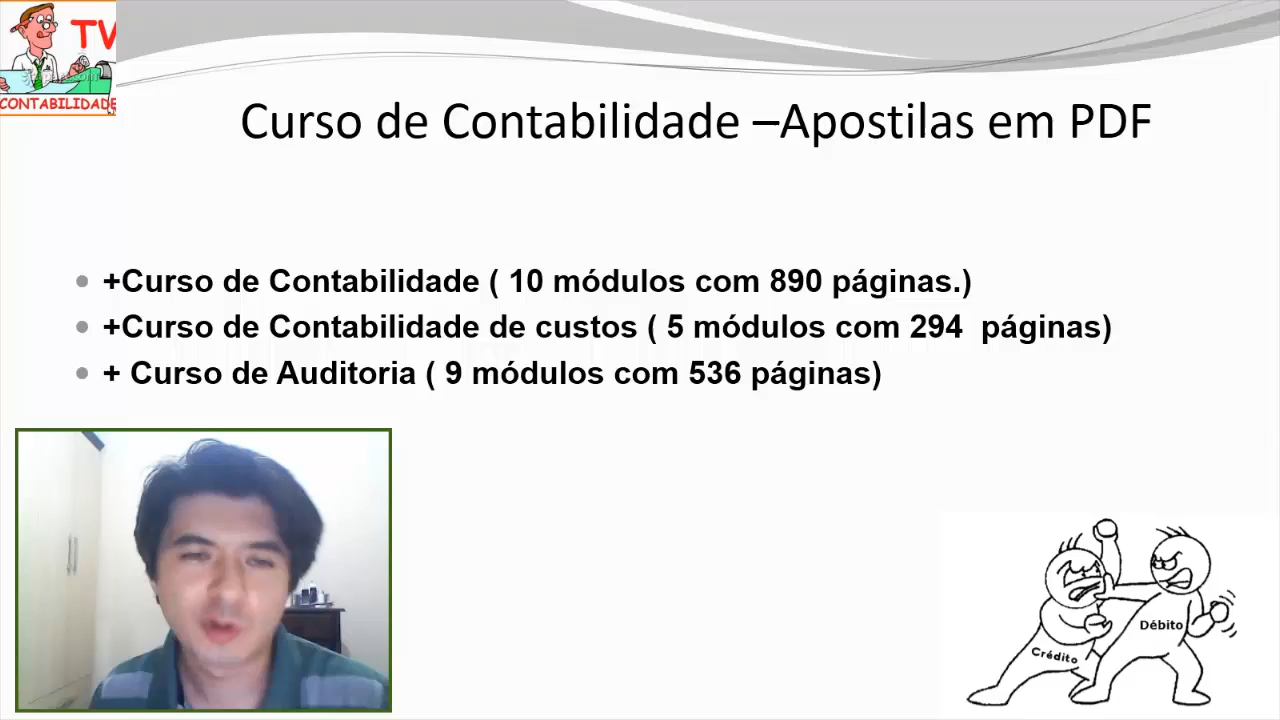 TV
CONTABILIDADE
Curso de Contabilidade –Apostilas em PDF
+Curso de Contabilidade ( 10 módulos com 890 páginas.)
+Curso de Contabilidade de custos ( 5 módulos com 294  páginas)
+ Curso de Auditoria ( 9 módulos com 536 páginas)
Débito
Crédito